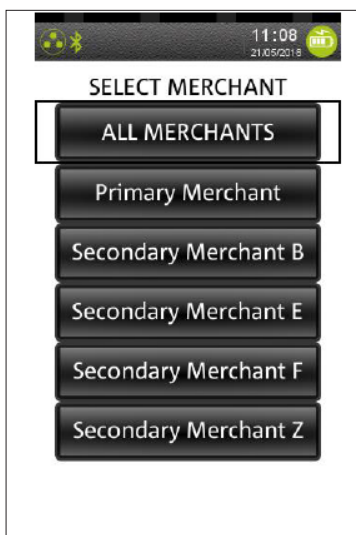 11:08
21/05/2018
SELECT MERCHANT
ALL MERCHANTS
Primary Merchant
Secondary Merchant B
Secondary Merchant E
Secondary Merchant F
Secondary Merchant Z